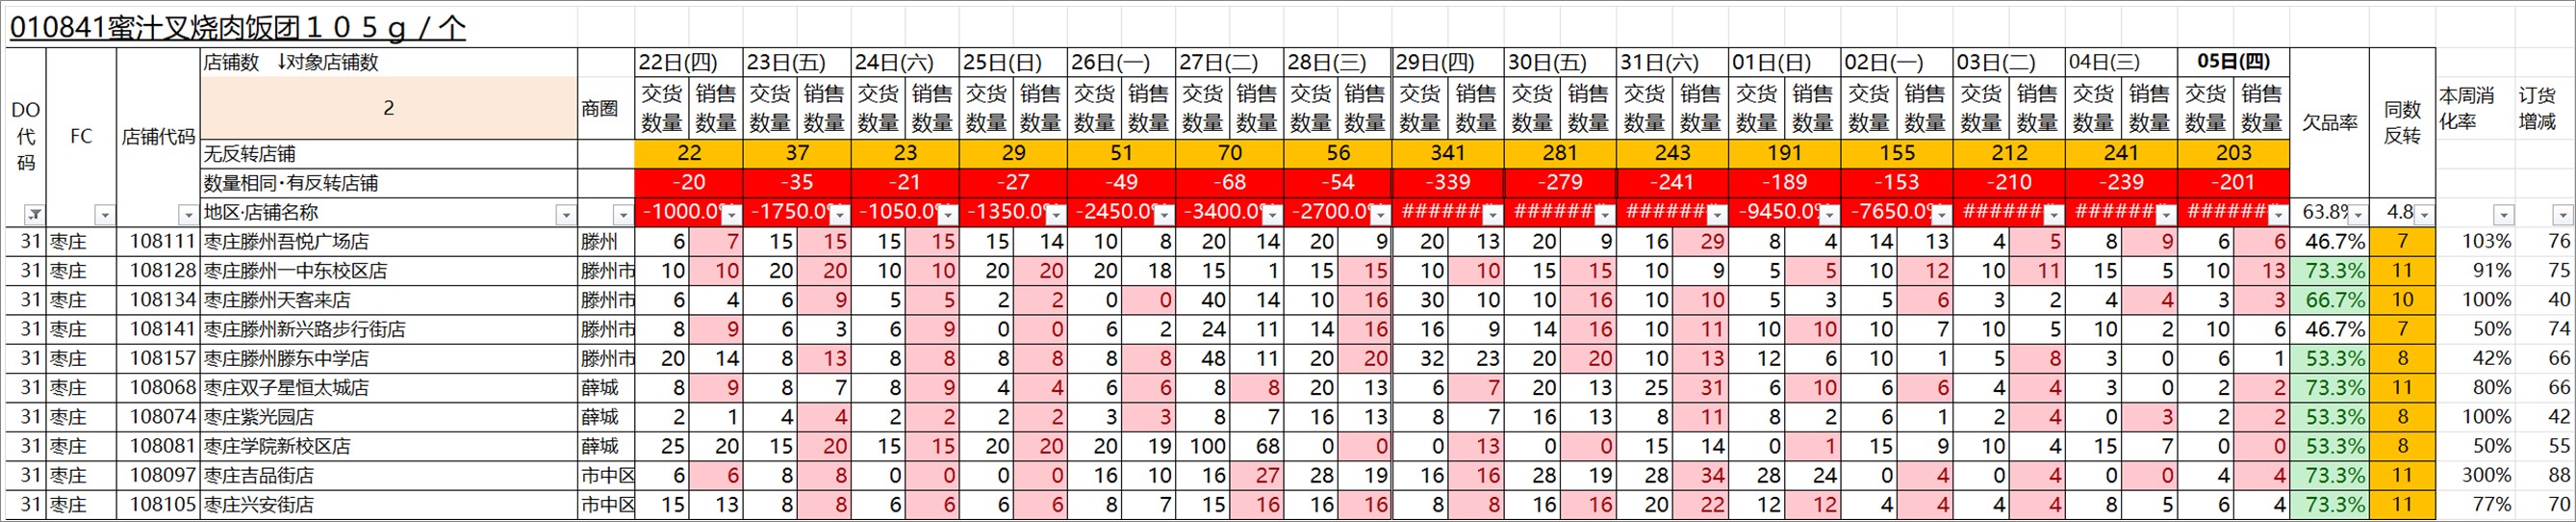 010841蜜汁叉烧肉饭团１０５ｇ／个
店铺数 ↓对象店铺数 22日(四) 23日(五) 24日(六) 25日(日) 26日(一) 27日(二) 28日(三) 29日(四) 30日(五) 31日(六) 01日(日) 02日(一) 03日(二) 04日(三) 05日(四)
DO代码 FC 店铺代码 2 商圈 交货数量 销售数量 交货数量 销售数量 交货数量 销售数量 交货数量 销售数量 交货数量 销售数量 交货数量 销售数量 交货数量 销售数量 交货数量 销售数量 交货数量 销售数量 交货数量 销售数量 交货数量 销售数量 交货数量 销售数量 交货数量 销售数量 交货数量 销售数量 交货数量 销售数量 欠品率 同数反转 本周消化率 订货增减
无反转店铺 22 37 23 29 51 70 56 341 281 243 191 155 212 241 203
数量相同·有反转店铺 -20 -35 -21 -27 -49 -68 -54 -339 -279 -241 -189 -153 -210 -239 -201
地区·店铺名称 -1000.0% -1750.0% -1050.0% -1350.0% -2450.0% -3400.0% -2700.0% ###### ###### ###### -9450.0% -7650.0% ###### ###### ###### 63.8% 4.8
31 枣庄 108111 枣庄滕州吾悦广场店 滕州 6 7 15 15 15 15 15 14 10 8 20 14 20 9 20 13 20 9 16 29 8 4 14 13 4 5 8 9 6 6 46.7% 7 103% 76
31 枣庄 108128 枣庄滕州一中东校区店 滕州市 10 10 20 20 10 10 20 20 20 18 15 1 15 15 10 10 15 15 10 9 5 5 10 12 10 11 15 5 10 13 73.3% 11 91% 75
31 枣庄 108134 枣庄滕州天客来店 滕州市 6 4 6 9 5 5 2 2 0 0 40 14 10 16 30 10 10 16 10 10 5 3 5 6 3 2 4 4 3 3 66.7% 10 100% 40
31 枣庄 108141 枣庄滕州新兴路步行街店 滕州市 8 9 6 3 6 9 0 0 6 2 24 11 14 16 16 9 14 16 10 11 10 10 10 7 10 5 10 2 10 6 46.7% 7 50% 74
31 枣庄 108157 枣庄滕州滕东中学店 滕州市 20 14 8 13 8 8 8 8 8 8 48 11 20 20 32 23 20 20 10 13 12 6 10 1 5 8 3 0 6 1 53.3% 8 42% 66
31 枣庄 108068 枣庄双子星恒太城店 薛城 8 9 8 7 8 9 4 4 6 6 8 8 20 13 6 7 20 13 25 31 6 10 6 6 4 4 3 0 2 2 73.3% 11 80% 66
31 枣庄 108074 枣庄紫光园店 薛城 2 1 4 4 2 2 2 2 3 3 8 7 16 13 8 7 16 13 8 11 8 2 6 1 2 4 0 3 2 2 53.3% 8 100% 42
31 枣庄 108081 枣庄学院新校区店 薛城 25 20 15 20 15 15 20 20 20 19 100 68 0 0 0 13 0 0 15 14 0 1 15 9 10 4 15 7 0 0 53.3% 8 50% 55
31 枣庄 108097 枣庄吉品街店 市中区 6 6 8 8 0 0 0 0 16 10 16 27 28 19 16 16 28 19 28 34 28 24 0 4 0 4 0 0 4 4 73.3% 11 300% 88
31 枣庄 108105 枣庄兴安街店 市中区 15 13 8 8 6 6 6 6 8 7 15 16 16 16 8 8 16 16 20 22 12 12 4 4 4 4 8 5 6 4 73.3% 11 77% 70